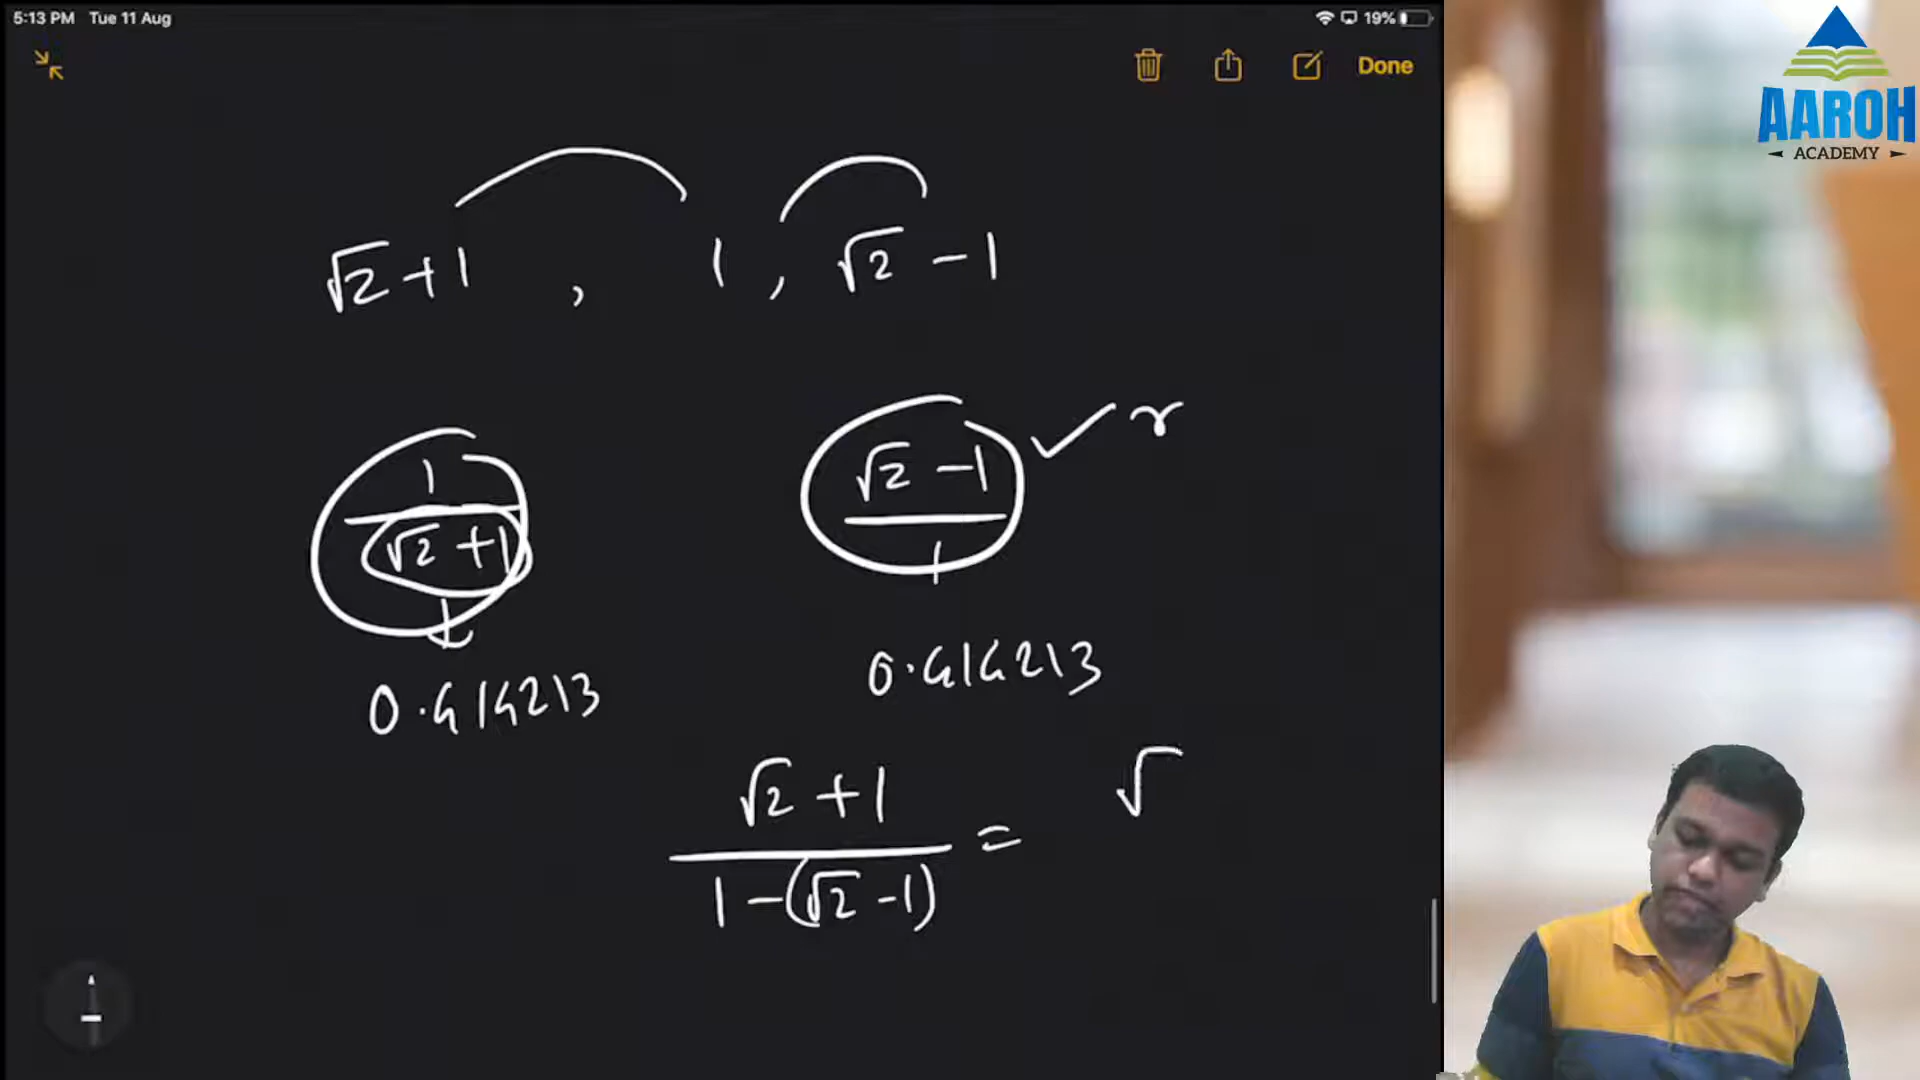 5:13 PM Tue 11 Aug 19%
Done
AAROH
ACADEMY
√2 + 1 , 1 , √2 - 1
1/(√2 + 1)
(√2 - 1)/1 ✓ r
0.414213 0.414213
(√2 + 1)/(1 - (√2 - 1)) = √